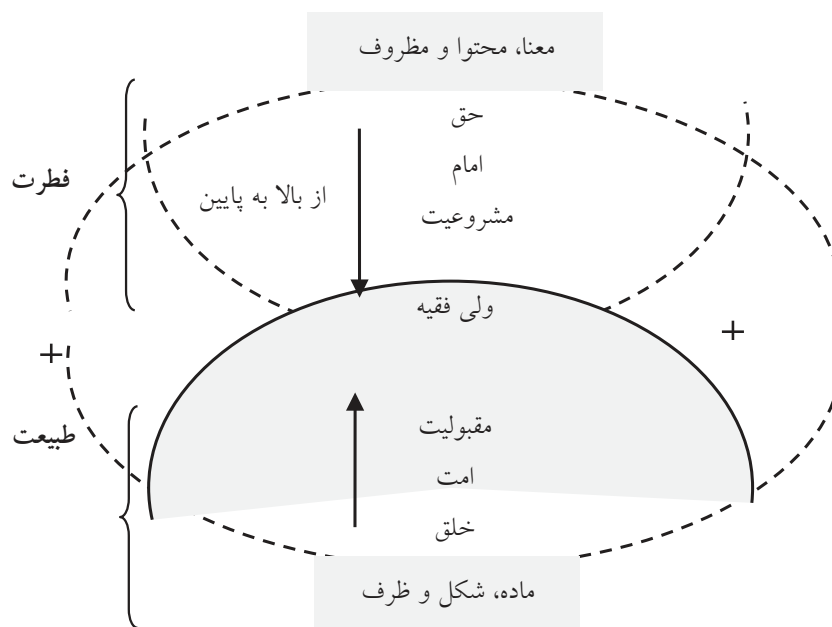 معنا، محتوا و مظروف
حق
امام
فطرت
از بالا به پایین
مشروعیت
ولی فقیه
+
+
مقبولیت
طبیعت
امت
خلق
ماده، شکل و ظرف